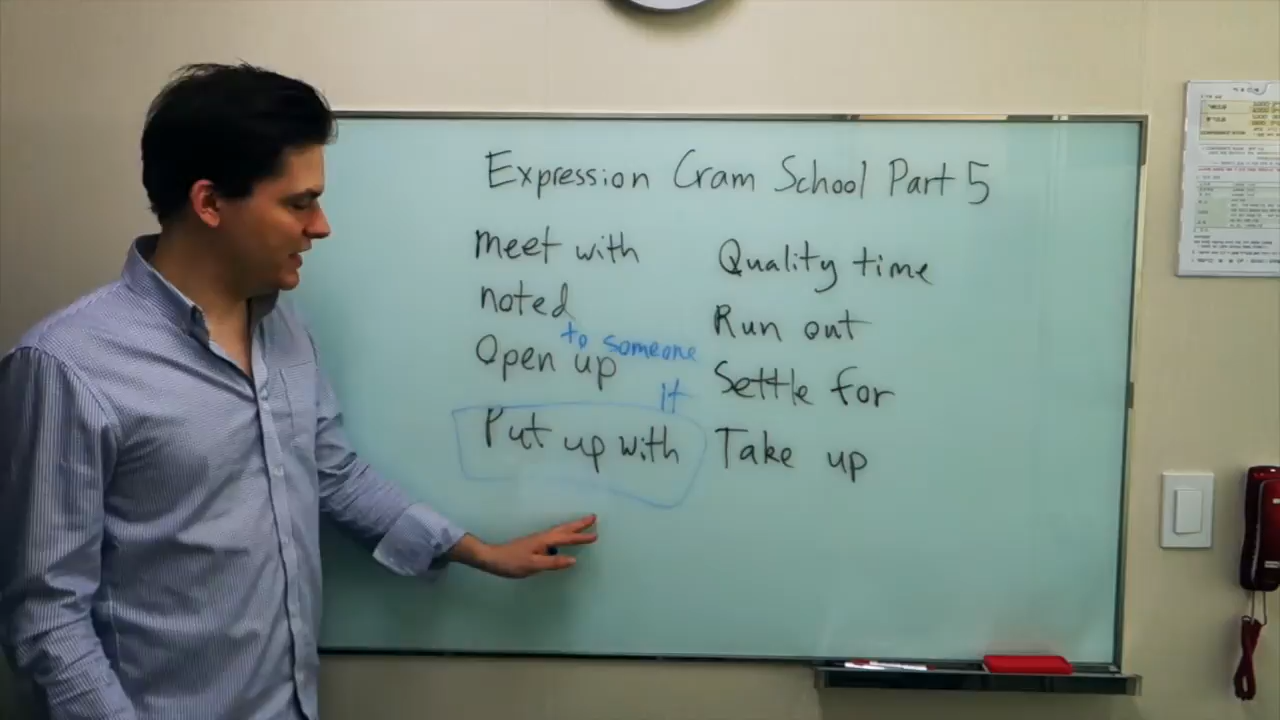 Expression Cram School Part 5
meet with
noted
to someone
Open up
It
Put up with
Quality time
Run out
Settle for
Take up